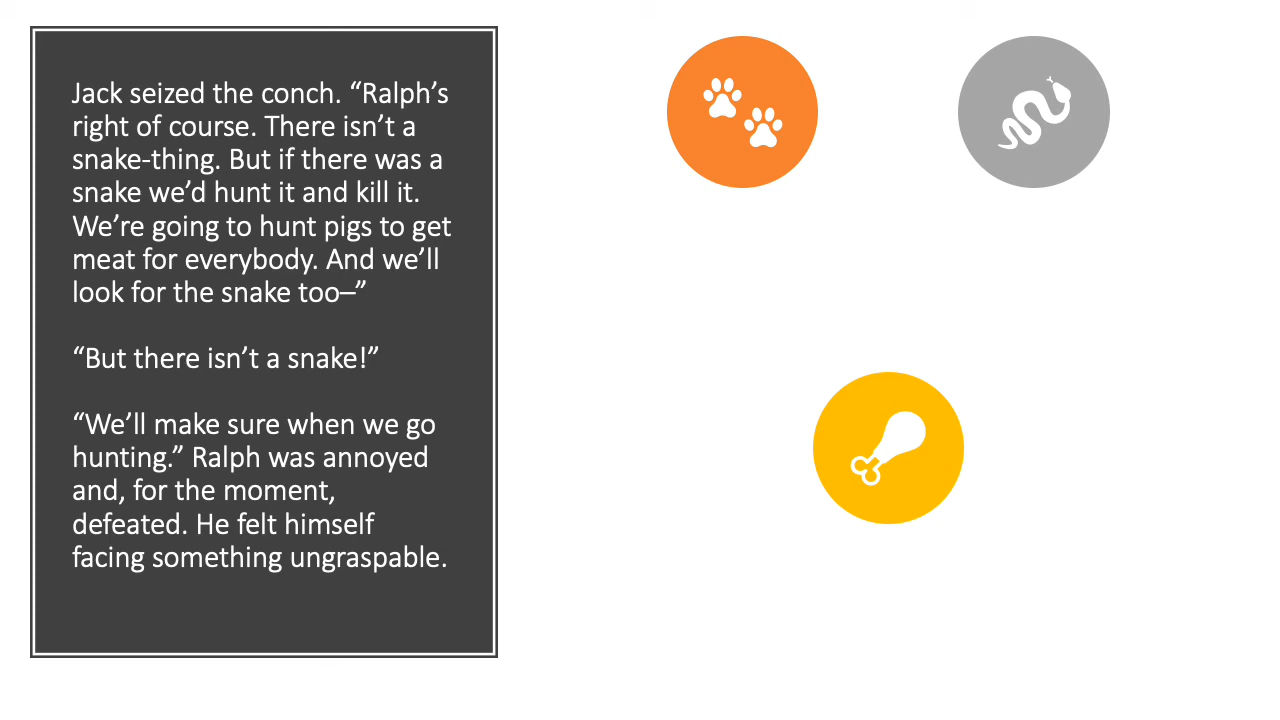 Jack seized the conch. “Ralph’s
right of course. There isn’t a
snake-thing. But if there was a
snake we’d hunt it and kill it.
We’re going to hunt pigs to get
meat for everybody. And we’ll
look for the snake too–”
“But there isn’t a snake!”
“We’ll make sure when we go
hunting.” Ralph was annoyed
and, for the moment,
defeated. He felt himself
facing something ungraspable.